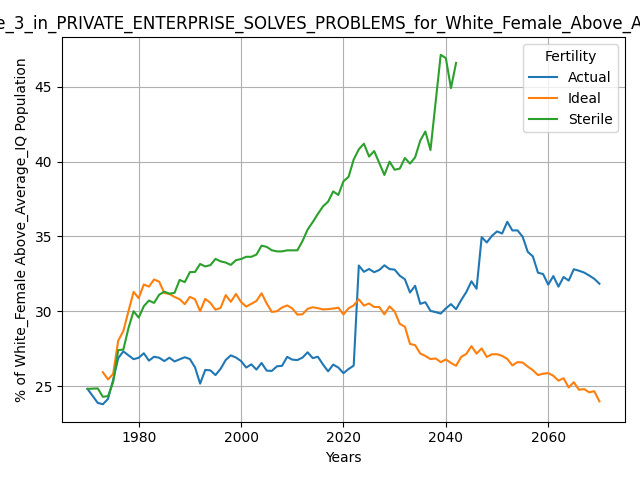 e_3_in_PRIVATE_ENTERPRISE_SOLVES_PROBLEMS_for_White_Female_Above_A
Fertility
Actual
Ideal
Sterile
% of White_Female Above_Average_IQ Population
45
40
35
30
25
1980
2000
2020
2040
2060
Years